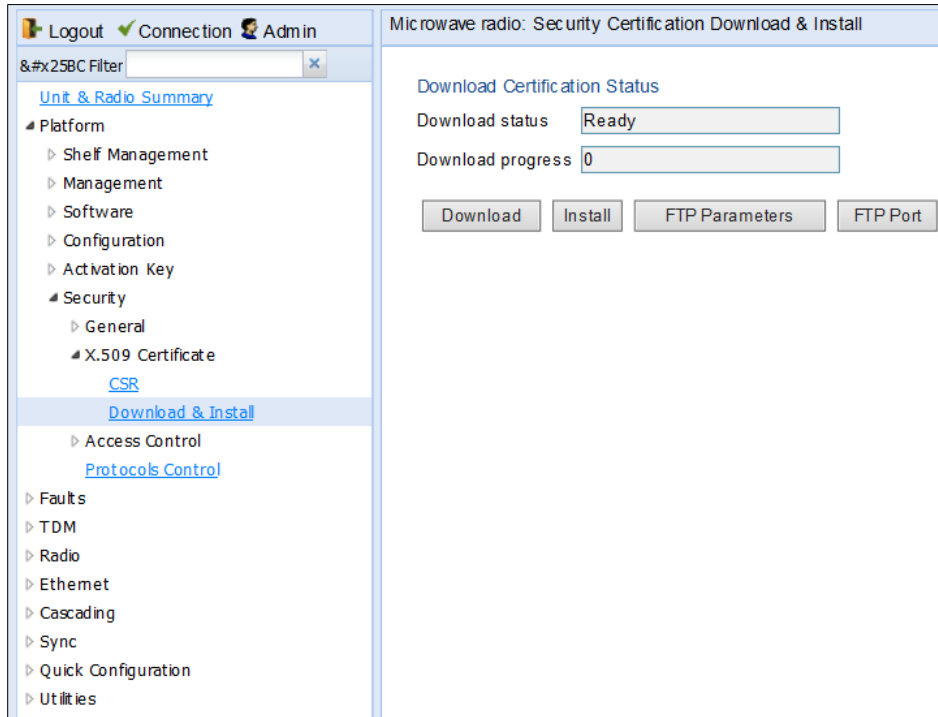 Logout Connection Admin
&#x25BC Filter
Unit & Radio Summary
Platform
Shelf Management
Management
Software
Configuration
Activation Key
Security
General
X.509 Certificate
CSR
Download & Install
Access Control
Protocols Control
Faults
TDM
Radio
Ethernet
Cascading
Sync
Quick Configuration
Utilities
Microwave radio: Security Certification Download & Install
Download Certification Status
Download status Ready
Download progress 0
Download Install FTP Parameters FTP Port